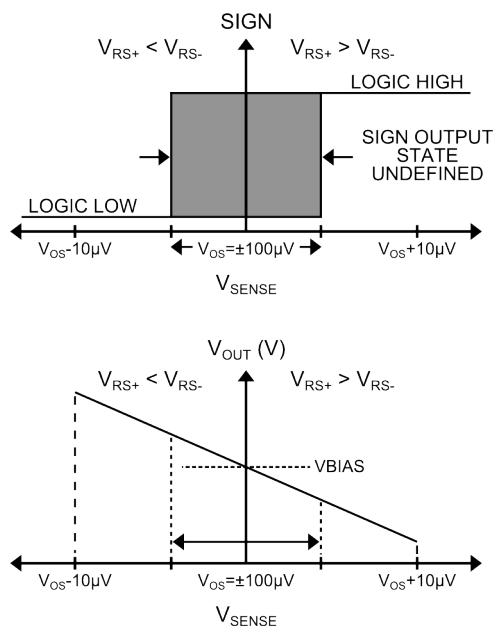 SIGN
VRS+ < VRS-
VRS+ > VRS-
LOGIC HIGH
SIGN OUTPUT
STATE
UNDEFINED
LOGIC LOW
VOS-10µV
VOS=±100µV
VOS+10µV
VSENSE
VOUT (V)
VRS+ < VRS-
VRS+ > VRS-
VBIAS
VOS-10µV
VOS=±100µV
VOS+10µV
VSENSE